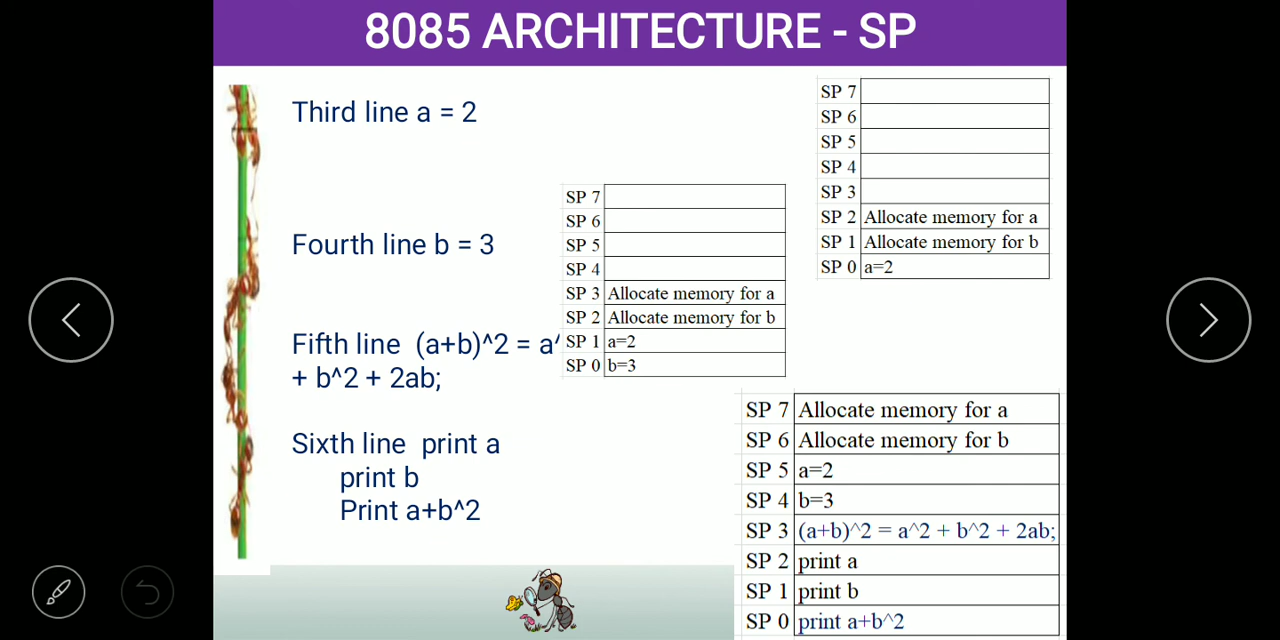 8085 ARCHITECTURE - SP
Third line a = 2
SP 7
SP 6
SP 5
SP 4
SP 3
SP 2 Allocate memory for a
SP 1 Allocate memory for b
SP 0 a=2
Fourth line b = 3
SP 7
SP 6
SP 5
SP 4
SP 3 Allocate memory for a
SP 2 Allocate memory for b
SP 1 a=2
SP 0 b=3
Fifth line (a+b)^2 = a^
+ b^2 + 2ab;
Sixth line print a
print b
Print a+b^2
SP 7 Allocate memory for a
SP 6 Allocate memory for b
SP 5 a=2
SP 4 b=3
SP 3 (a+b)^2 = a^2 + b^2 + 2ab;
SP 2 print a
SP 1 print b
SP 0 print a+b^2